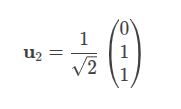 u₂ = 1/√2 (0 1 1)